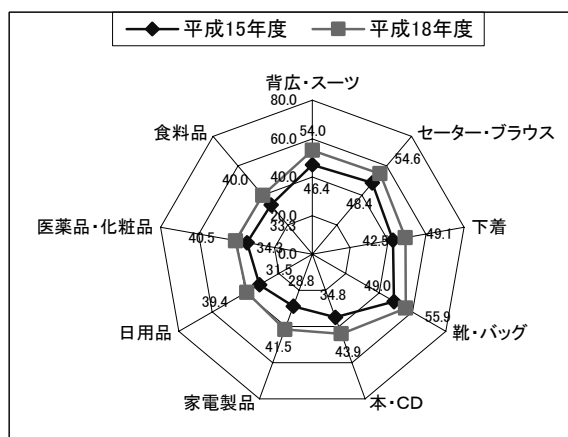 平成15年度 平成18年度
背広・スーツ
80.0
セーター・ブラウス
食料品
60.0
54.0
54.6
40.0
40.0
46.4
48.4
医薬品・化粧品
下着
20.0
33.3
40.5
42.5
49.1
34.3
0.0
31.5
28.8
49.0
34.8
39.4
55.9
日用品
靴・バッグ
41.5
43.9
家電製品
本・CD